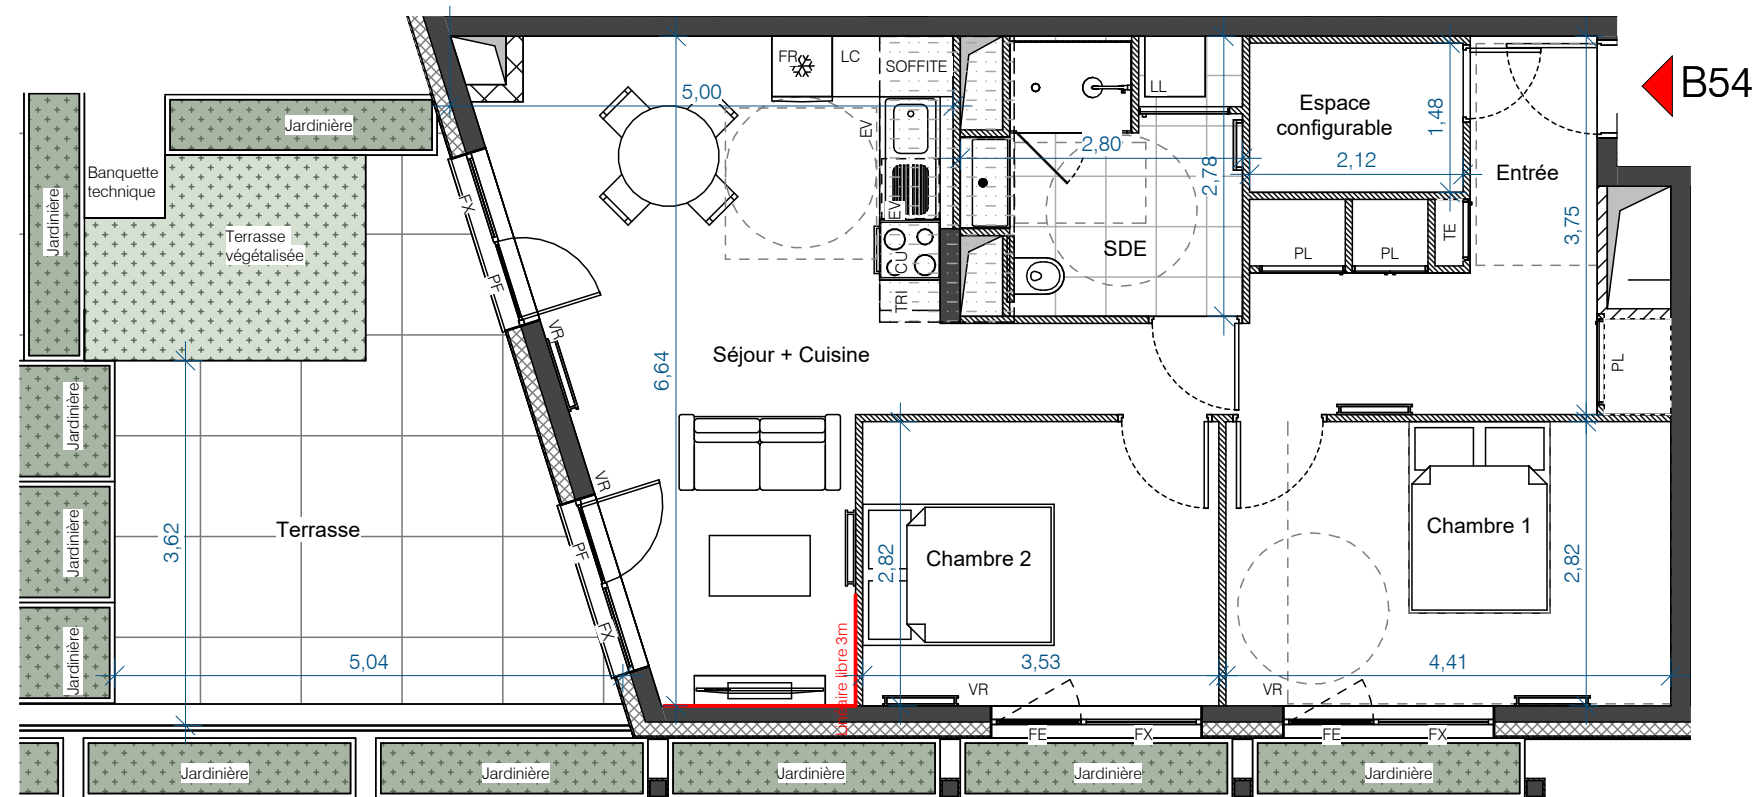 B54
FR
LC
SOFFITE
5,00
EV
EV
CU
TRI
LL
2,80
2,78
SDE
Espace
configurable
1,48
2,12
Entrée
3,75
PL
PL
TE
PL
Jardinière
Banquette
technique
Jardinière
Terrasse
végétalisée
FX
PF
VR
Séjour + Cuisine
6,64
Jardinière
Jardinière
Jardinière
Terrasse
3,62
5,04
VR
PF
FX
Linéaire libre 3m
Chambre 2
2,82
3,53
VR
FE
FX
Chambre 1
2,82
4,41
VR
FE
FX
Jardinière
Jardinière
Jardinière
Jardinière
Jardinière